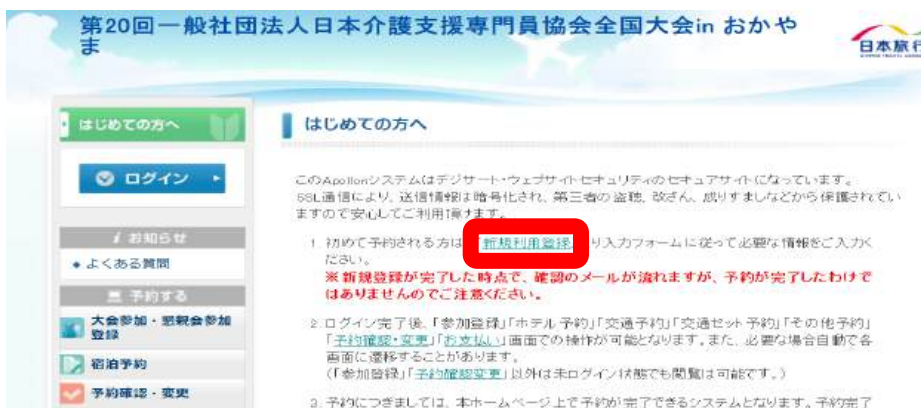 第20回一般社団法人日本介護支援専門員協会全国大会in おかや
ま
日本旅行
はじめての方へ
はじめての方へ
ログイン
このApollonシステムはデジサート・ウェブサイトセキュリティのセキュアサイトになっています。
SSL通信により、送信情報は暗号化され、第三者の盗聴、改ざん、成りすましなどから保護されてい
ますので安心してご利用頂けます。
お知らせ
よくある質問
1. 初めて予約される方は 新規利用登録 り入力フォームに従って必要な情報をご入力く
ださい。
※新規登録が完了した時点で、確認のメールが流れますが、予約が完了したわけで
はありませんのでご注意ください。
予約する
大会参加・懇親会参加
登録
宿泊予約
予約確認・変更
2. ログイン完了後、「参加登録」「ホテル予約」「交通予約」「交通セット予約」「その他予約」
「予約確認・変更」「お支払い」画面での操作が可能となります。また、必要な場合自動で各
画面に遷移することがあります。
(「参加登録」「予約確認変更」以外は未ログイン状態でも閲覧は可能です。)
3. 予約につきましては、本ホームページ上で予約が完了できるシステムとなります。予約完了